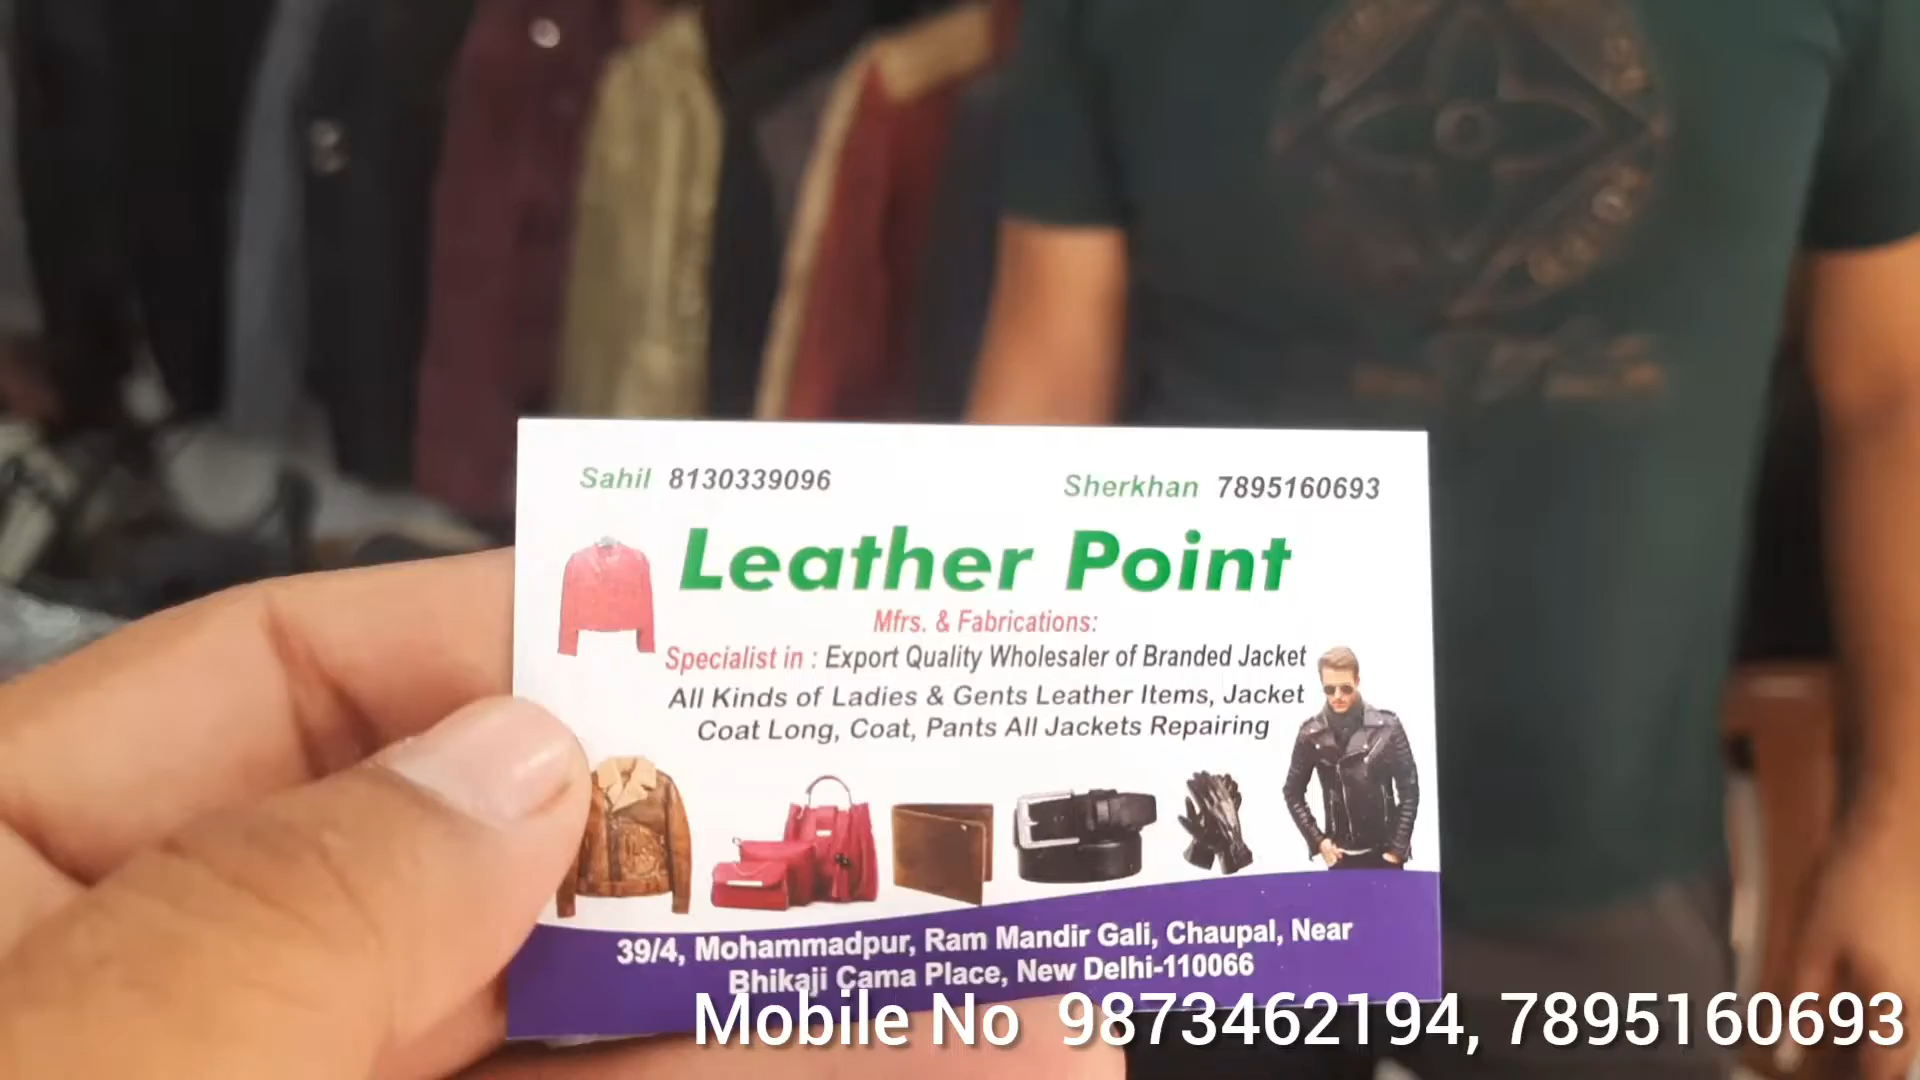 Sahil 8130339096
Sherkhan 7895160693
Leather Point
Mfrs. & Fabrications:
Specialist in : Export Quality Wholesaler of Branded Jacket
All Kinds of Ladies & Gents Leather Items, Jacket
Coat Long, Coat, Pants All Jackets Repairing
39/4, Mohammadpur, Ram Mandir Gali, Chaupal, Near
Bhikaji Cama Place, New Delhi-110066
Mobile No 9873462194, 7895160693